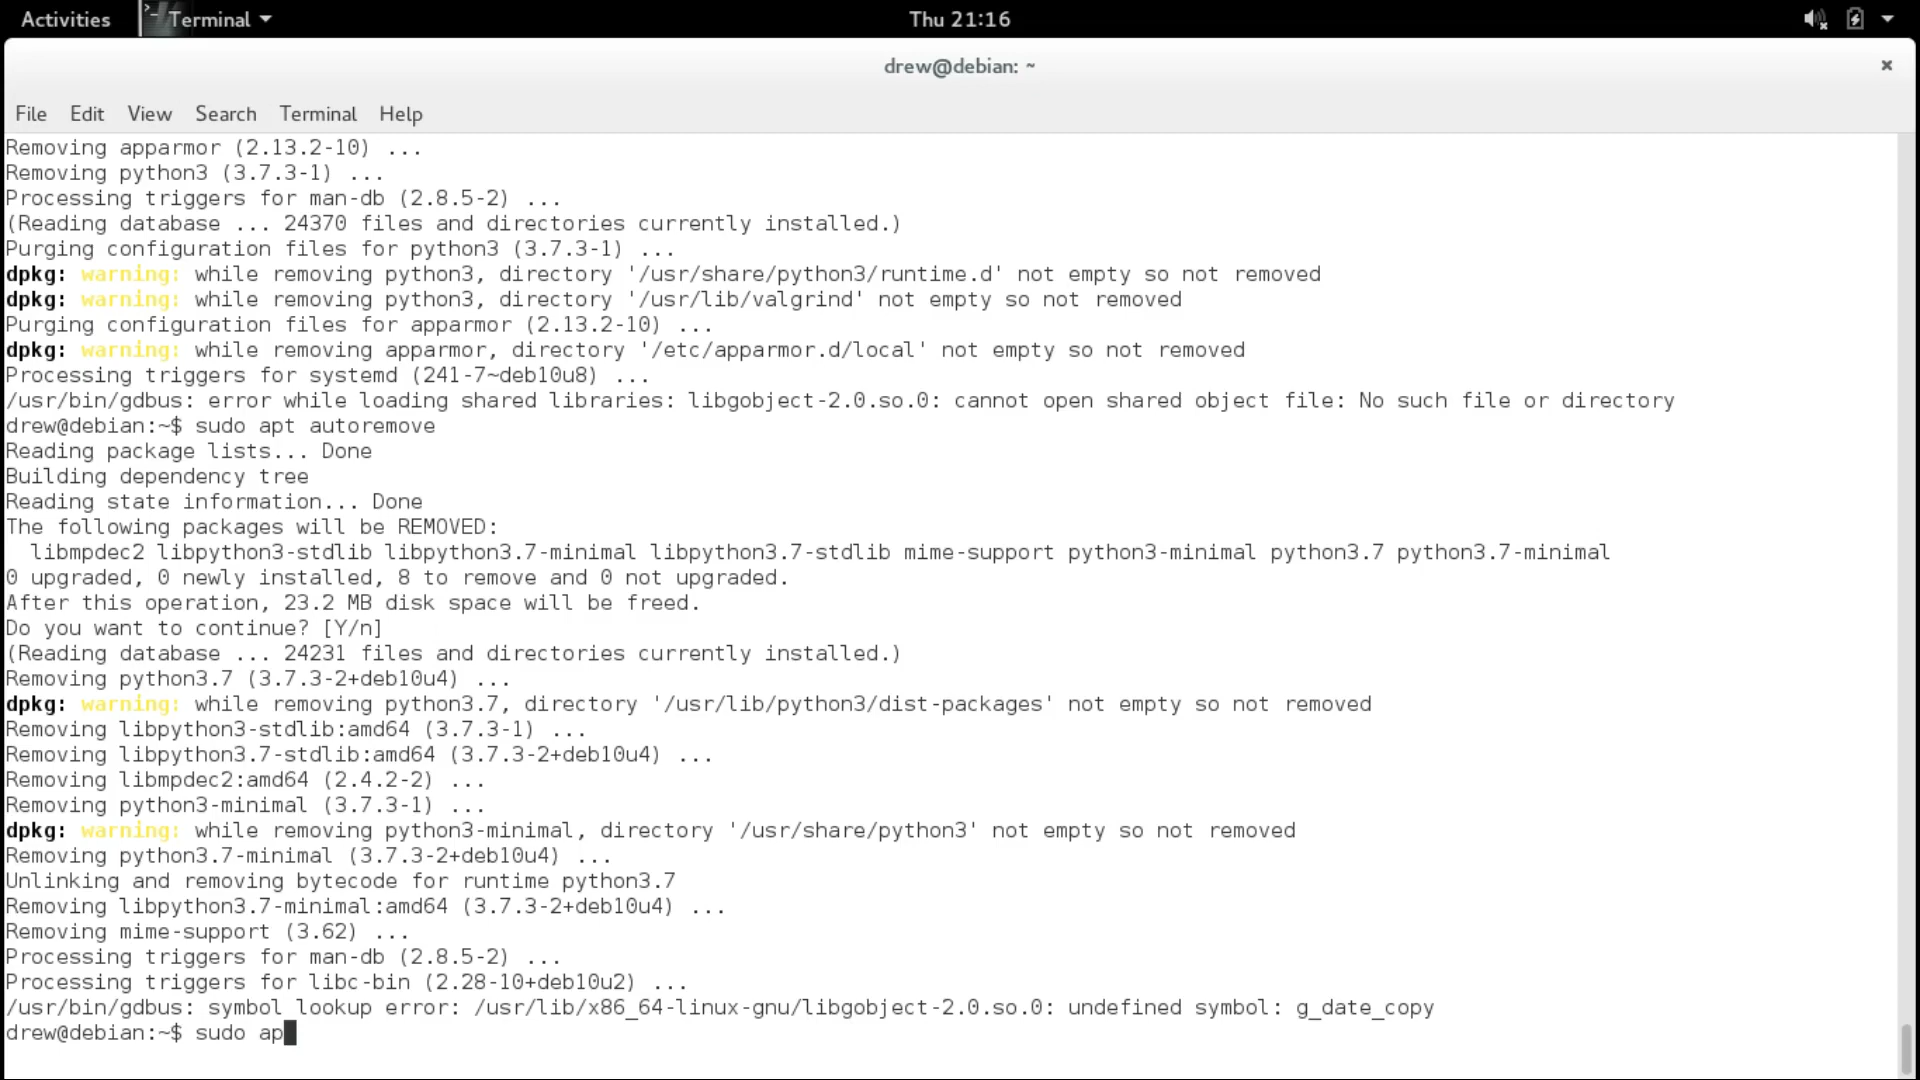 Activities Terminal Thu 21:16
drew@debian: ~ ×
File Edit View Search Terminal Help
Removing apparmor (2.13.2-10) ...
Removing python3 (3.7.3-1) ...
Processing triggers for man-db (2.8.5-2) ...
(Reading database ... 24370 files and directories currently installed.)
Purging configuration files for python3 (3.7.3-1) ...
dpkg: warning: while removing python3, directory '/usr/share/python3/runtime.d' not empty so not removed
dpkg: warning: while removing python3, directory '/usr/lib/valgrind' not empty so not removed
Purging configuration files for apparmor (2.13.2-10) ...
dpkg: warning: while removing apparmor, directory '/etc/apparmor.d/local' not empty so not removed
Processing triggers for systemd (241-7~deb10u8) ...
/usr/bin/gdbus: error while loading shared libraries: libgobject-2.0.so.0: cannot open shared object file: No such file or directory
drew@debian:~$ sudo apt autoremove
Reading package lists... Done
Building dependency tree
Reading state information... Done
The following packages will be REMOVED:
  libmpdec2 libpython3-stdlib libpython3.7-minimal libpython3.7-stdlib mime-support python3-minimal python3.7 python3.7-minimal
0 upgraded, 0 newly installed, 8 to remove and 0 not upgraded.
After this operation, 23.2 MB disk space will be freed.
Do you want to continue? [Y/n]
(Reading database ... 24231 files and directories currently installed.)
Removing python3.7 (3.7.3-2+deb10u4) ...
dpkg: warning: while removing python3.7, directory '/usr/lib/python3/dist-packages' not empty so not removed
Removing libpython3-stdlib:amd64 (3.7.3-1) ...
Removing libpython3.7-stdlib:amd64 (3.7.3-2+deb10u4) ...
Removing libmpdec2:amd64 (2.4.2-2) ...
Removing python3-minimal (3.7.3-1) ...
dpkg: warning: while removing python3-minimal, directory '/usr/share/python3' not empty so not removed
Removing python3.7-minimal (3.7.3-2+deb10u4) ...
Unlinking and removing bytecode for runtime python3.7
Removing libpython3.7-minimal:amd64 (3.7.3-2+deb10u4) ...
Removing mime-support (3.62) ...
Processing triggers for man-db (2.8.5-2) ...
Processing triggers for libc-bin (2.28-10+deb10u2) ...
/usr/bin/gdbus: symbol lookup error: /usr/lib/x86_64-linux-gnu/libgobject-2.0.so.0: undefined symbol: g_date_copy
drew@debian:~$ sudo ap